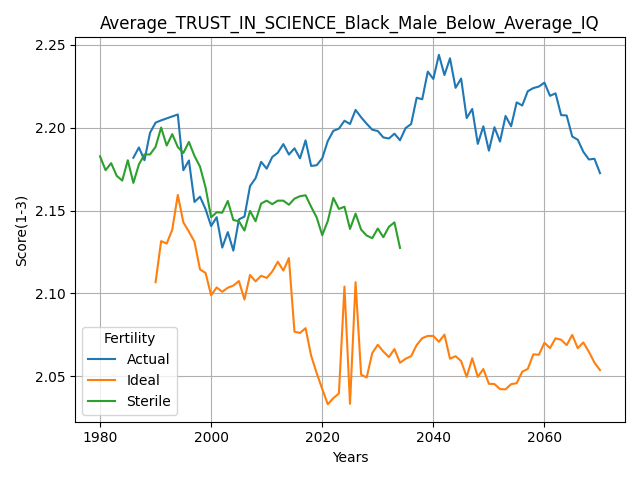 Average_TRUST_IN_SCIENCE_Black_Male_Below_Average_IQ
Score(1-3)
2.25
2.20
2.15
2.10
2.05
Fertility
Actual
Ideal
Sterile
1980 2000 2020 2040 2060
Years